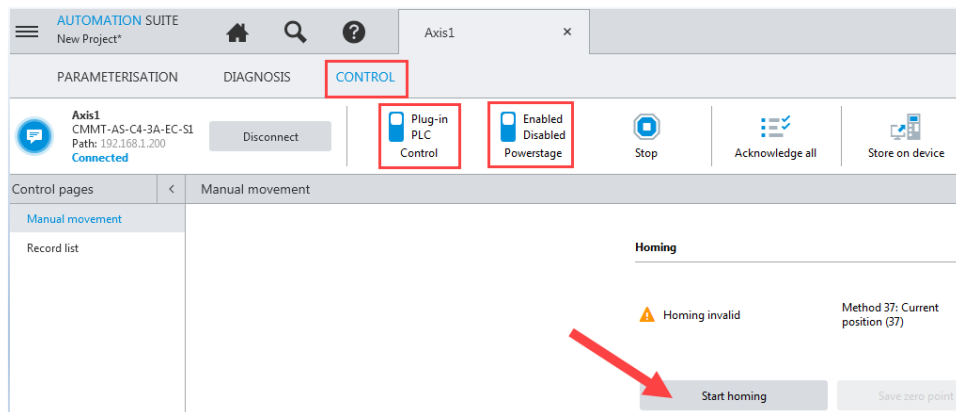 AUTOMATION SUITE
New Project*
Axis1
×
PARAMETERISATION
DIAGNOSIS
CONTROL
Axis1
CMMT-AS-C4-3A-EC-S1
Path: 192.168.1.200
Connected
Disconnect
Plug-in
PLC
Control
Enabled
Disabled
Powerstage
Stop
Acknowledge all
Store on device
Control pages
<
Manual movement
Manual movement
Record list
Homing
Homing invalid
Method 37: Current
position (37)
Start homing
Save zero point